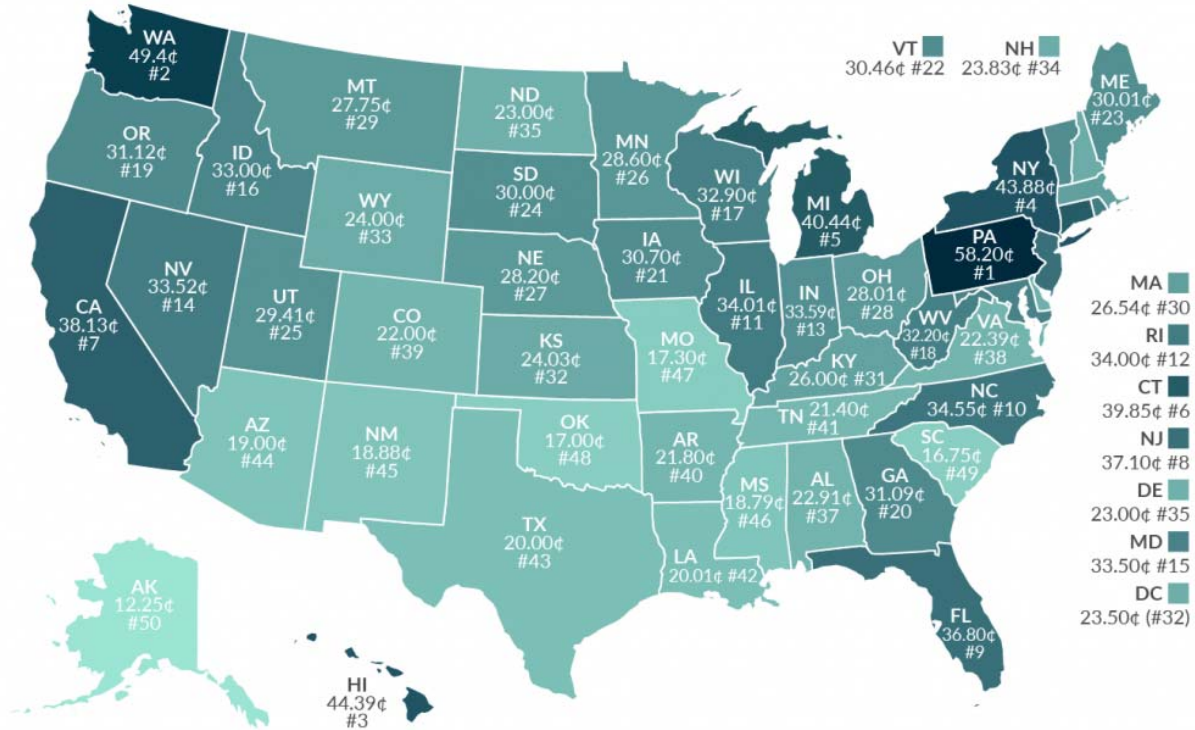 WA
49.4¢
#2
MT
27.75¢
#29
ND
23.00¢
#35
VT
30.46¢ #22
NH
23.83¢ #34
ME
30.01¢
#23
OR
31.12¢
#19
ID
33.00¢
#16
MN
28.60¢
#26
WI
32.90¢
#17
MI
40.44¢
#5
NY
43.88¢
#4
WY
24.00¢
#33
SD
30.00¢
#24
IA
30.70¢
#21
PA
58.20¢
#1
NE
28.20¢
#27
CA
38.13¢
#7
NV
33.52¢
#14
UT
29.41¢
#25
CO
22.00¢
#39
KS
24.03¢
#32
MO
17.30¢
#47
IL
34.01¢
#11
IN
33.59¢
#13
OH
28.01¢
#28
WV
32.20¢
#18
VA
22.39¢
#38
KY
26.00¢ #31
NC
34.55¢ #10
TN 21.40¢
#41
SC
16.75¢
#49
AZ
19.00¢
#44
NM
18.88¢
#45
OK
17.00¢
#48
AR
21.80¢
#40
MS
18.79¢
#46
AL
22.91¢
#37
GA
31.09¢
#20
TX
20.00¢
#43
LA
20.01¢ #42
FL
36.80¢
#9
AK
12.25¢
#50
HI
44.39¢
#3
MA
26.54¢ #30
RI
34.00¢ #12
CT
39.85¢ #6
NJ
37.10¢ #8
DE
23.00¢ #35
MD
33.50¢ #15
DC
23.50¢ (#32)